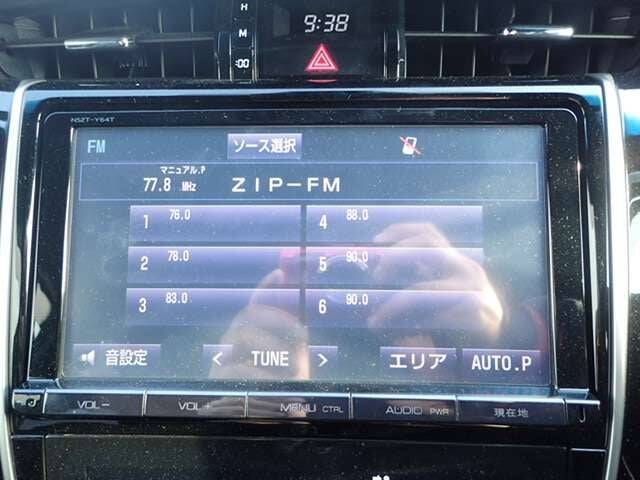 H
M
:00
9:38
NSZT-Y64T
FM
ソース選択
マニュアル.P
77.8 MHz ZIP-FM
1 76.0
4 88.0
2 78.0
5 90.0
3 83.0
6 90.0
音設定
< TUNE >
エリア
AUTO.P
VOL−
VOL+
MENU CTRL
AUDIO PWR
現在地